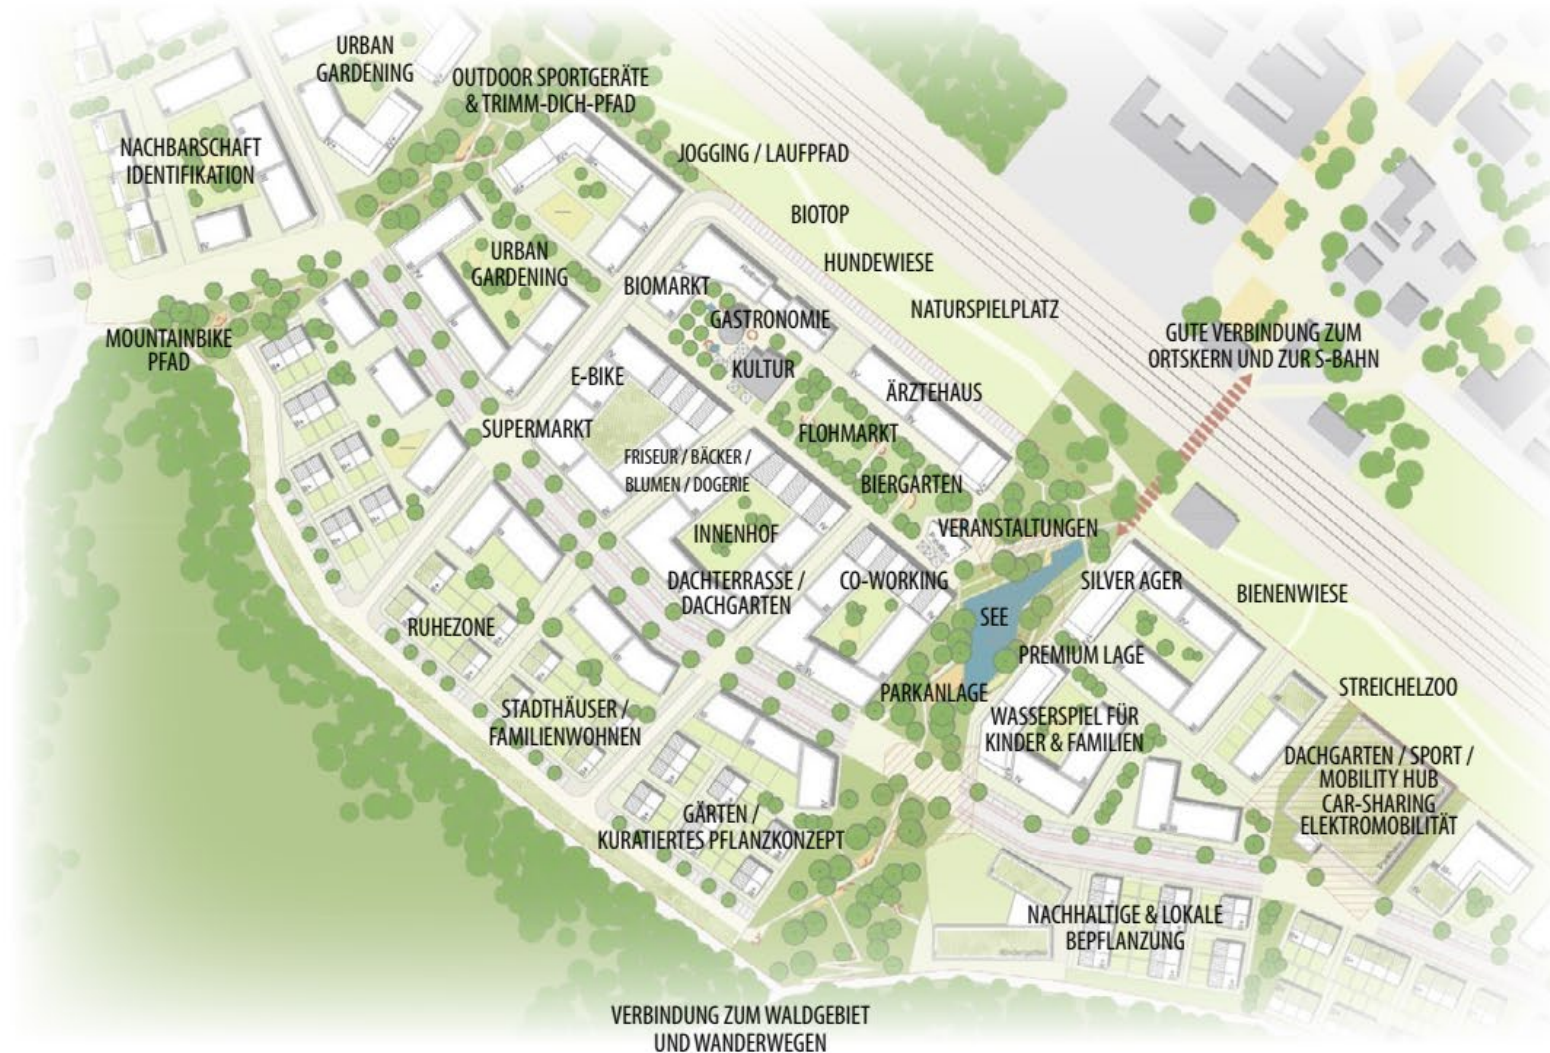 URBAN
GARDENING
OUTDOOR SPORTGERÄTE
& TRIMM-DICH-PFAD
NACHBARSCHAFT
IDENTIFIKATION
JOGGING / LAUFPFAD
BIOTOP
HUNDEWIESE
NATURSPIELPLATZ
URBAN
GARDENING
BIOMARKT
GASTRONOMIE
KULTUR
MOUNTAINBIKE
PFAD
GUTE VERBINDUNG ZUM
ORTSKERN UND ZUR S-BAHN
E-BIKE
ÄRZTEHAUS
SUPERMARKT
FLOHMARKT
FRISEUR / BÄCKER /
BLUMEN / DOGERIE
BIERGARTEN
INNENHOF
VERANSTALTUNGEN
DACHTERRASSE /
DACHGARTEN
CO-WORKING
SILVER AGER
BIENENWIESE
SEE
RUHEZONE
PREMIUM LAGE
PARKANLAGE
STREICHELZOO
STADTHÄUSER /
FAMILIENWOHNEN
WASSERSPIEL FÜR
KINDER & FAMILIEN
DACHGARTEN / SPORT /
MOBILITY HUB
CAR-SHARING
ELEKTROMOBILITÄT
GÄRTEN /
KURATIERTES PFLANZKONZEPT
NACHHALTIGE & LOKALE
BEPFLANZUNG
VERBINDUNG ZUM WALDGEBIET
UND WANDERWEGEN